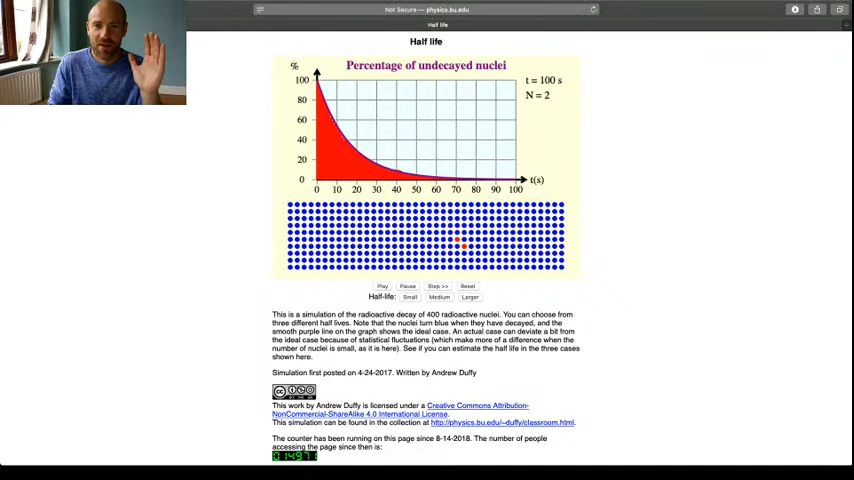 Not Secure — physics.bu.edu
Half life
Half life
Percentage of undecayed nuclei
%
t = 100 s
N = 2
100
80
60
40
20
0
0 10 20 30 40 50 60 70 80 90 100
t(s)
Play Pause Step >> Reset
Half-life: Small Medium Larger
This is a simulation of the radioactive decay of 400 radioactive nuclei. You can choose from
three different half lives. Note that the nuclei turn blue when they have decayed, and the
smooth purple line on the graph shows the ideal case. An actual case can deviate a bit from
the ideal case because of statistical fluctuations (which make more of a difference when the
number of nuclei is small, as it is here). See if you can estimate the half life in the three cases
shown here.
Simulation first posted on 4-24-2017. Written by Andrew Duffy
This work by Andrew Duffy is licensed under a Creative Commons Attribution-
NonCommercial-ShareAlike 4.0 International License.
This simulation can be found in the collection at http://physics.bu.edu/~duffy/classroom.html.
The counter has been running on this page since 8-14-2018. The number of people
accessing the page since then is: